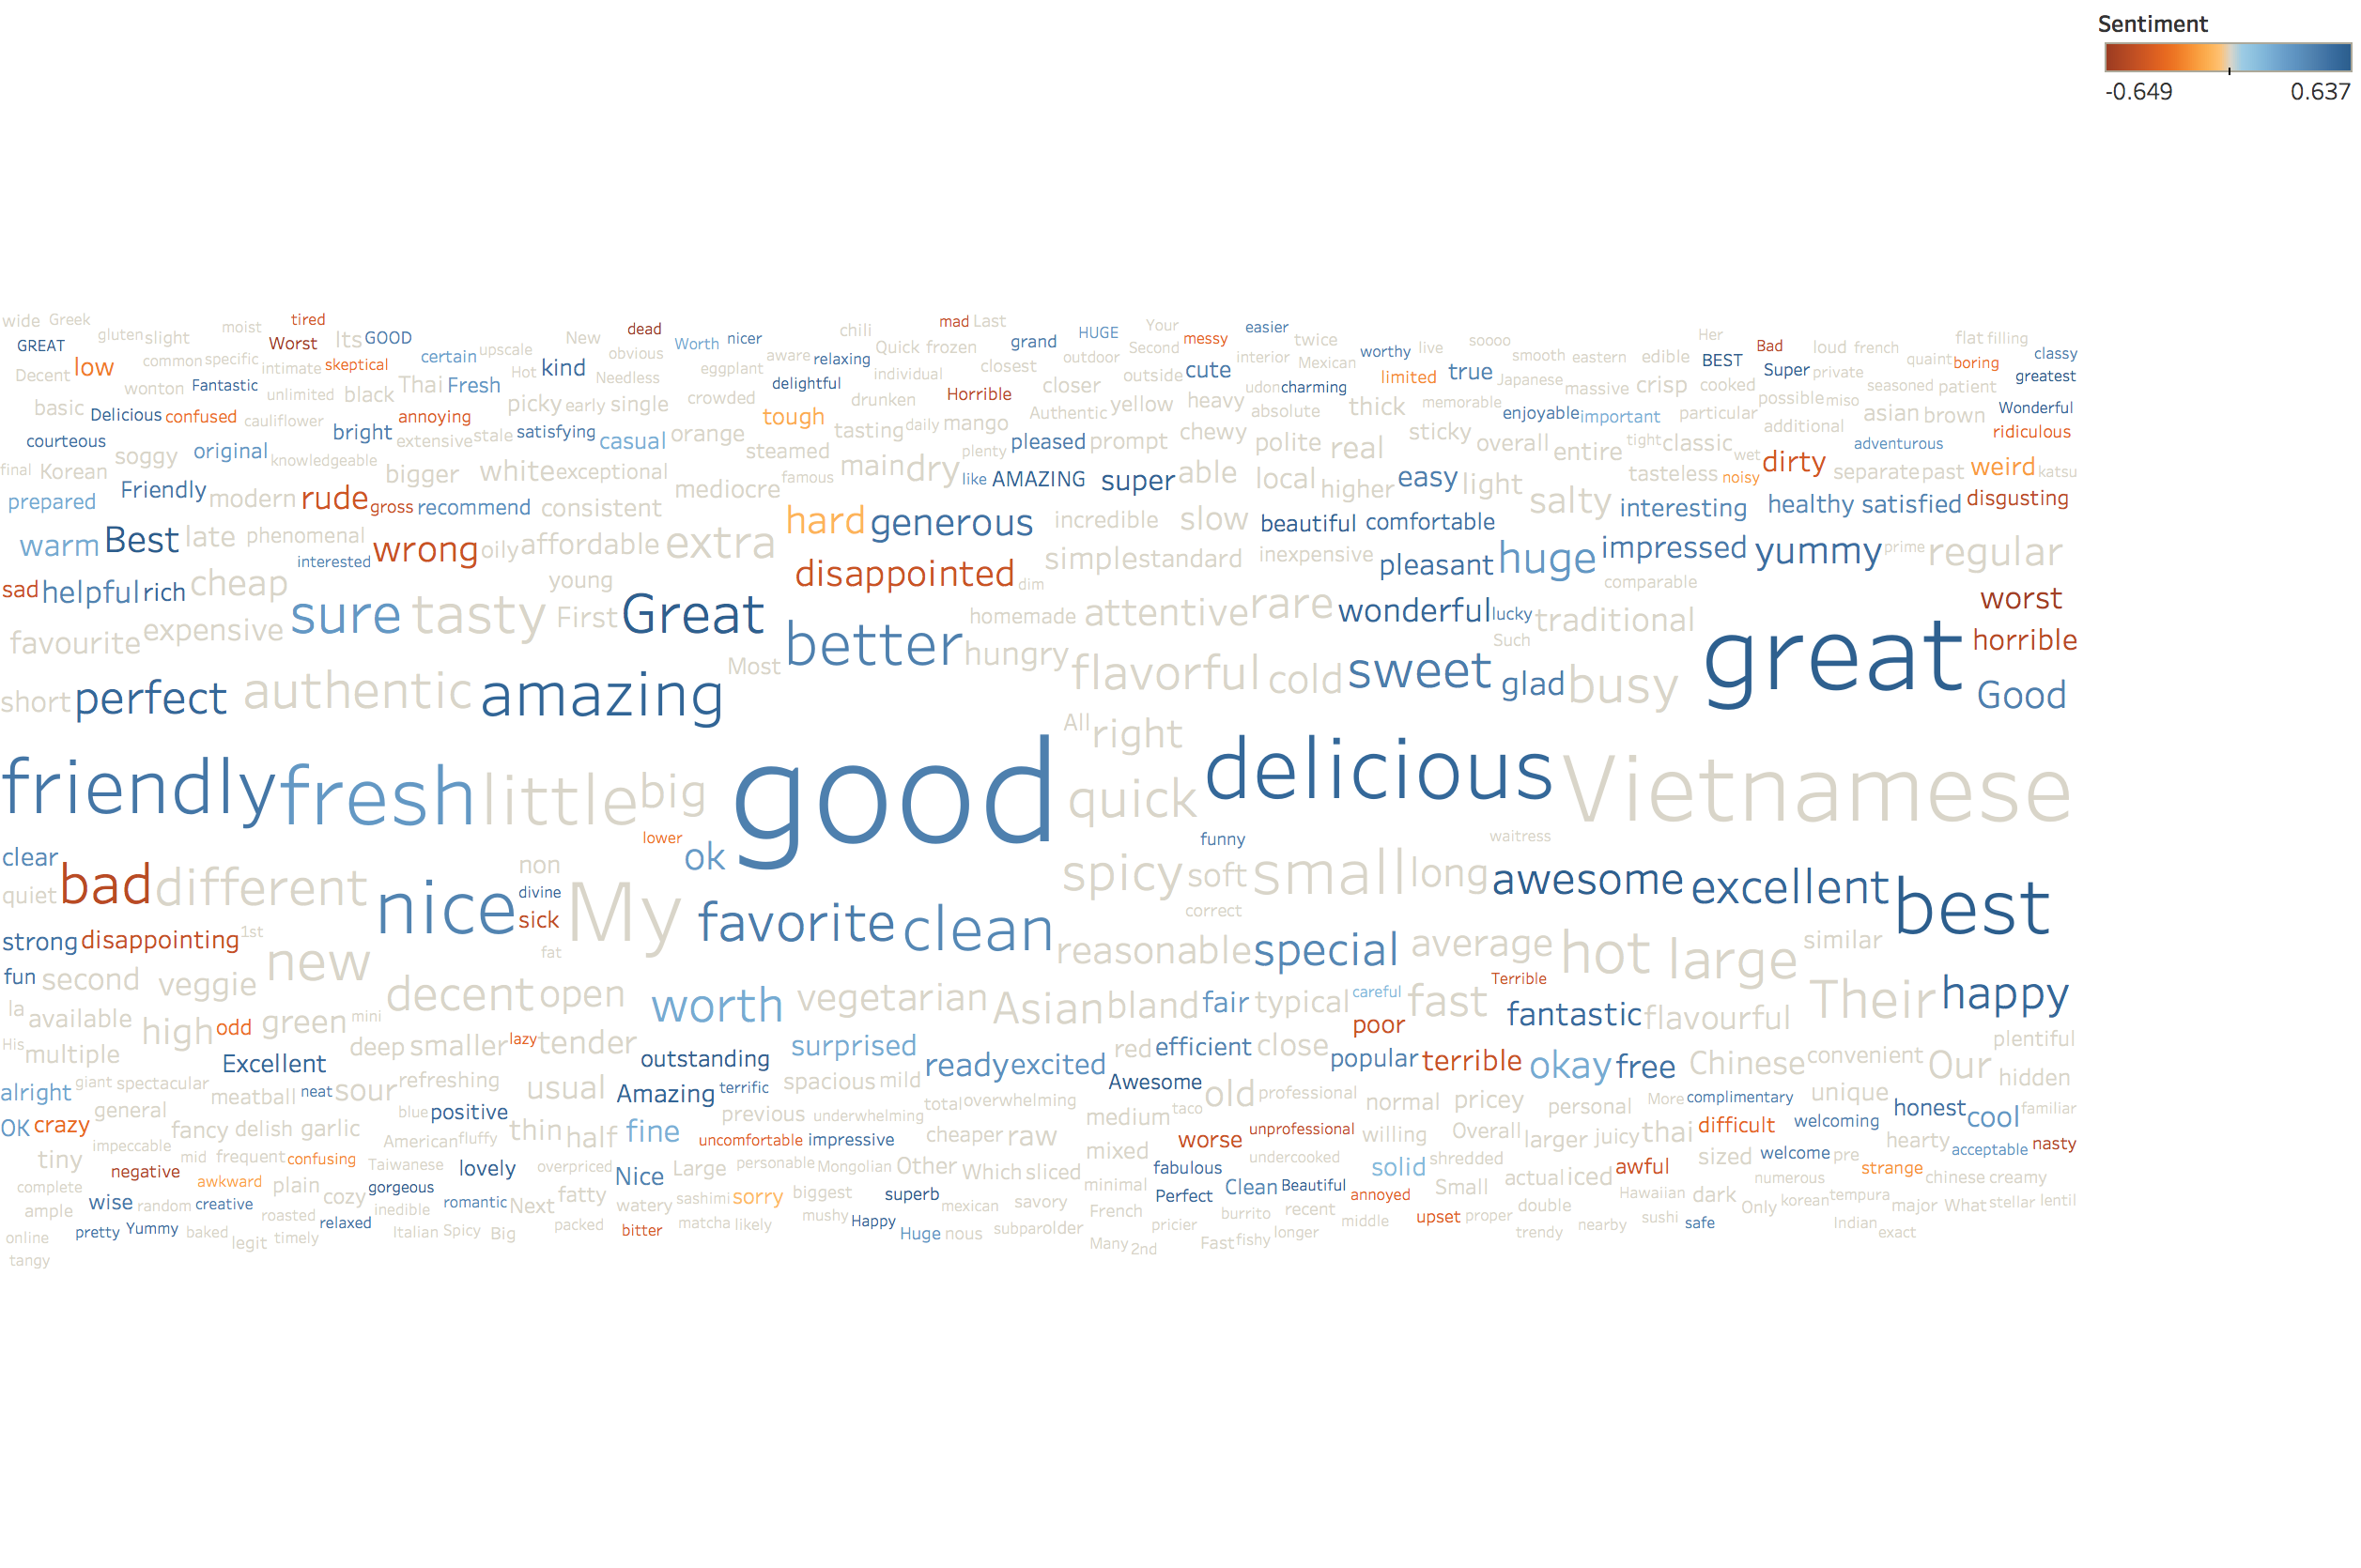 Sentiment
-0.649 0.637
wide Greek tired dead mad Last Your easier Her flat filling
GREAT gluten slight moist Worst Its GOOD New Worth nicer chili grand HUGE Second messy twice soooo Bad loud french classy
Decent low common specific intimate skeptical certain upscale obvious aware relaxing Quick frozen closest outdoor interior Mexican worthy live smooth eastern edible BEST quaint boring
wonton Fantastic unlimited black Thai Fresh Hot kind Needless eggplant delightful individual closer outside cute udon charming limited true Japanese massive crisp cooked Super private seasoned patient greatest
basic Delicious confused cauliflower annoying picky early single crowded tough drunken Horrible Authentic yellow heavy absolute thick memorable enjoyable important particular possible miso asian brown Wonderful
courteous original knowledgeable bright extensive stale satisfying casual orange steamed tasting daily mango pleased prompt chewy polite real sticky overall entire tight classic additional adventurous ridiculous
final Korean soggy bigger white exceptional famous main dry plenty like AMAZING super able local higher easy light tasteless wet noisy dirty separate past weird katsu
prepared Friendly modern rude gross recommend consistent mediocre hard generous incredible slow beautiful comfortable salty interesting healthy satisfied disgusting
warm Best late phenomenal interested wrong oily affordable extra disappointed dim simple standard inexpensive pleasant huge impressed yummy prime regular
sad helpful rich cheap young homemade attentive rare wonderful lucky comparable traditional worst
favourite expensive sure tasty First Great better hungry Such great horrible
short perfect authentic amazing Most flavorful cold sweet glad busy Good
All right
friendly fresh little big good quick delicious Vietnamese
lower funny waitress
clear ok non spicy soft small long awesome excellent best
quiet bad different nice divine sick My favorite clean correct
strong disappointing 1st fat reasonable special average hot large similar
fun second veggie new decent open worth vegetarian Asian bland fair typical careful fast Terrible fantastic flavourful Their happy
la available high odd green mini poor plentiful
His multiple Excellent deep smaller lazy tender outstanding surprised ready excited red efficient close popular terrible okay free Chinese convenient Our hidden
alright giant spectacular meatball neat sour refreshing usual Amazing terrific spacious mild Awesome old professional normal pricey personal More complimentary unique honest cool familiar
OK crazy general fancy delish garlic blue positive thin half fine previous underwhelming total overwhelming medium taco
impeccable American fluffy uncomfortable impressive cheaper raw mixed worse unprofessional willing Overall larger juicy thai difficult welcoming hearty acceptable nasty
tiny negative mid frequent confusing Taiwanese lovely overpriced Nice Large personable Mongolian Other Which sliced fabulous undercooked solid shredded actual iced awful sized welcome pre strange chinese creamy
complete wise random awkward creative plain cozy gorgeous romantic Next fatty watery sashimi sorry biggest superb mexican savory minimal Perfect Clean Beautiful annoyed Small Hawaiian dark numerous korean tempura major What stellar lentil
ample roasted inedible French burrito recent double Only
online pretty Yummy baked legit timely relaxed Italian Spicy Big packed bitter matcha likely mushy Happy Huge nous subpar older pricier middle upset proper trendy nearby sushi safe Indian exact
tangy Many 2nd Fast fishy longer